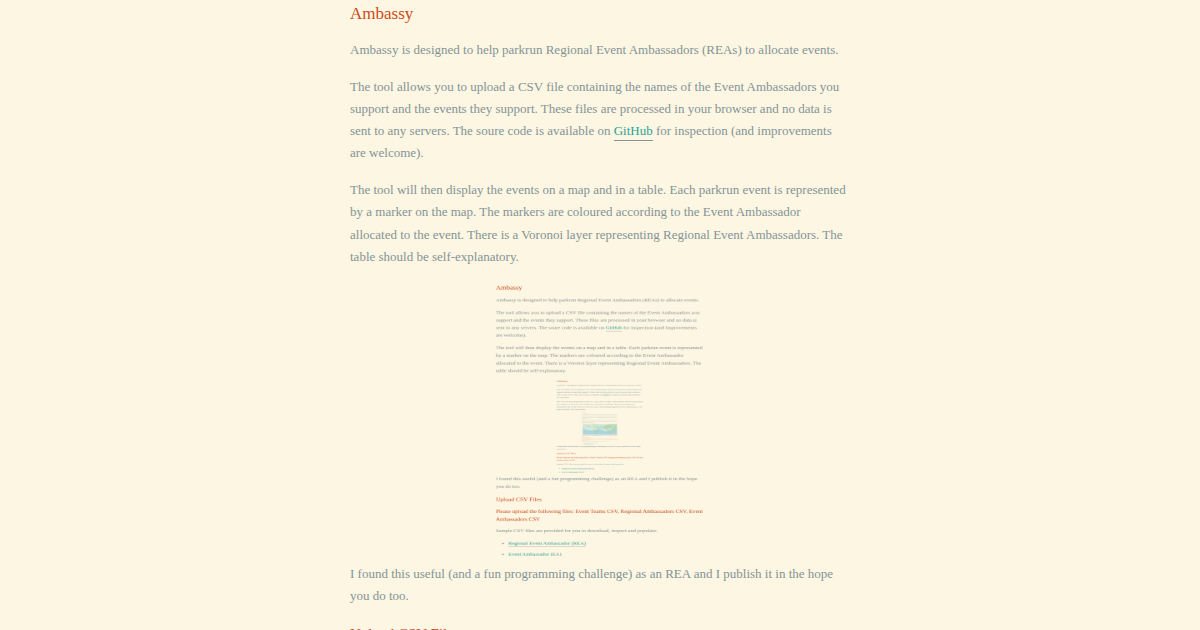 Ambassy
Ambassy is designed to help parkrun Regional Event Ambassadors (REAs) to allocate events.
The tool allows you to upload a CSV file containing the names of the Event Ambassadors you
support and the events they support. These files are processed in your browser and no data is
sent to any servers. The soure code is available on GitHub for inspection (and improvements
are welcome).
The tool will then display the events on a map and in a table. Each parkrun event is represented
by a marker on the map. The markers are coloured according to the Event Ambassador
allocated to the event. There is a Voronoi layer representing Regional Event Ambassadors. The
table should be self-explanatory.
Ambassy
Ambassy is designed to help parkrun Regional Event Ambassadors (REAs) to allocate events.
The tool allows you to upload a CSV file containing the names of the Event Ambassadors you
support and the events they support. These files are processed in your browser and no data is
sent to any servers. The soure code is available on GitHub for inspection (and improvements
are welcome).
The tool will then display the events on a map and in a table. Each parkrun event is represented
by a marker on the map. The markers are coloured according to the Event Ambassador
allocated to the event. There is a Voronoi layer representing Regional Event Ambassadors. The
table should be self-explanatory.
I found this useful (and a fun programming challenge) as an REA and I publish it in the hope
you do too.
Upload CSV Files
Please upload the following files: Event Teams CSV, Regional Ambassadors CSV, Event
Ambassadors CSV
Sample CSV files are provided for you to download, inspect and populate:
Regional Event Ambassador (REA)
Event Ambassador (EA)
I found this useful (and a fun programming challenge) as an REA and I publish it in the hope
you do too.